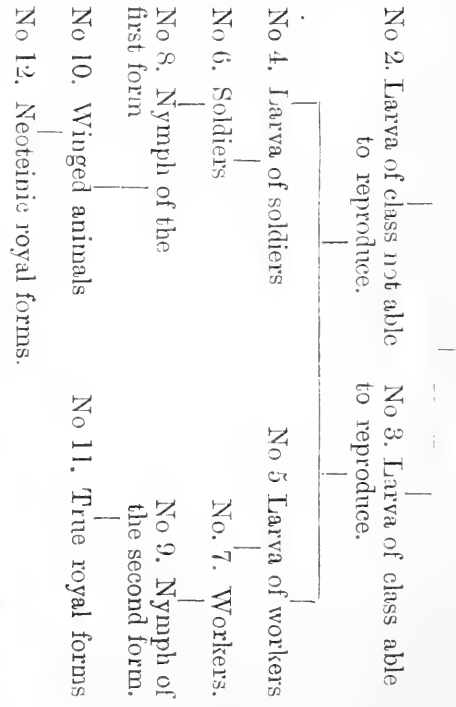 No 2. Larva of class not able
to reproduce.
No 3. Larva of class able
to reproduce.
No 4. Larva of soldiers
No 5 Larva of workers
No 6. Soldiers
No. 7. Workers.
No 8. Nymph of the
first form
No 9. Nymph of
the second form.
No 10. Winged animals
No 11. True royal forms
No 12. Neoteinic royal forms.